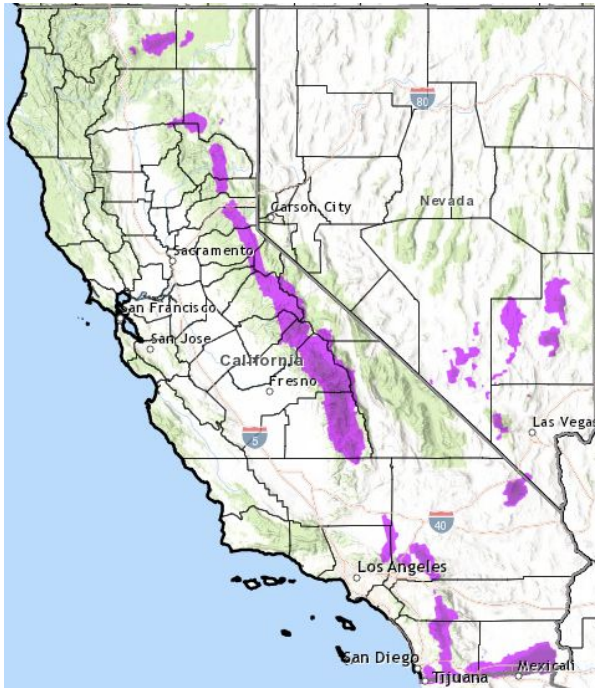 80
Nevada
Carson City
Sacramento
San Francisco
San Jose
California
Fresno
5
Las Vegas
40
Los Angeles
San Diego
Tijuana
Mexicali